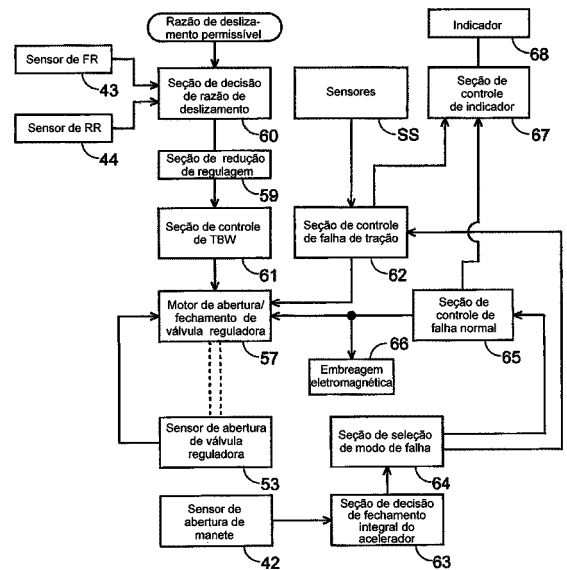 Razão de desliza-
mento permissível
Indicador
68
Sensor de FR
43
Seção de decisão
de razão de
deslizamento
60
Sensores
SS
Seção de
controle
de indicador
67
Sensor de RR
44
Seção de redução
de regulagem
59
Seção de controle
de TBW
61
Seção de controle
de falha de tração
62
Motor de abertura/
fechamento de
válvula reguladora
57
Seção de
controle de
falha normal
65
66
Embreagem
eletromagnética
Sensor de abertura
de válvula
reguladora
53
Seção de seleção
de modo de falha
64
Sensor de
abertura de
manete
42
Seção de decisão
de fechamento
integral do
acelerador
63